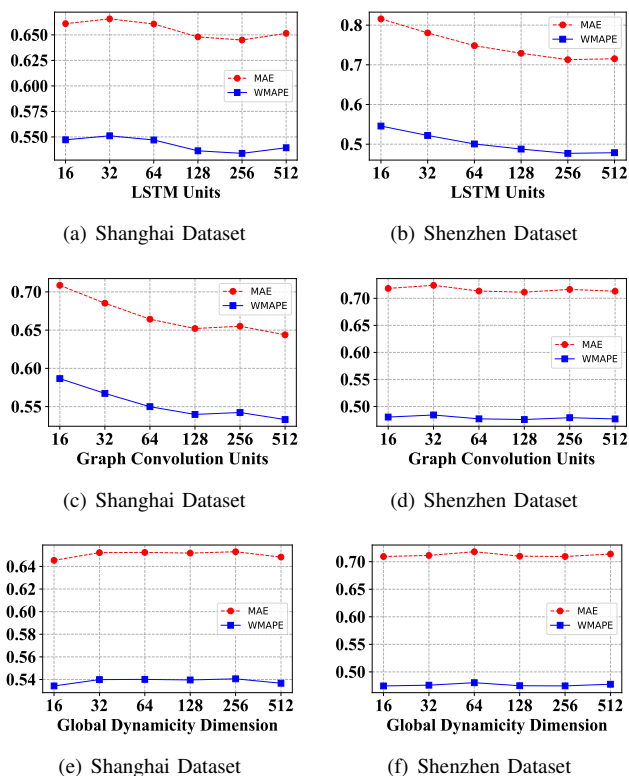 0.650
0.625
0.600
0.575
0.550
MAE
WMAPE
16 32 64 128 256 512
LSTM Units
(a) Shanghai Dataset
0.8
0.7
0.6
0.5
MAE
WMAPE
16 32 64 128 256 512
LSTM Units
(b) Shenzhen Dataset
0.70
0.65
0.60
0.55
MAE
WMAPE
16 32 64 128 256 512
Graph Convolution Units
(c) Shanghai Dataset
0.70
0.65
0.60
0.55
0.50
MAE
WMAPE
16 32 64 128 256 512
Graph Convolution Units
(d) Shenzhen Dataset
0.64
0.62
0.60
0.58
0.56
0.54
MAE
WMAPE
16 32 64 128 256 512
Global Dynamicity Dimension
(e) Shanghai Dataset
0.70
0.65
0.60
0.55
0.50
MAE
WMAPE
16 32 64 128 256 512
Global Dynamicity Dimension
(f) Shenzhen Dataset